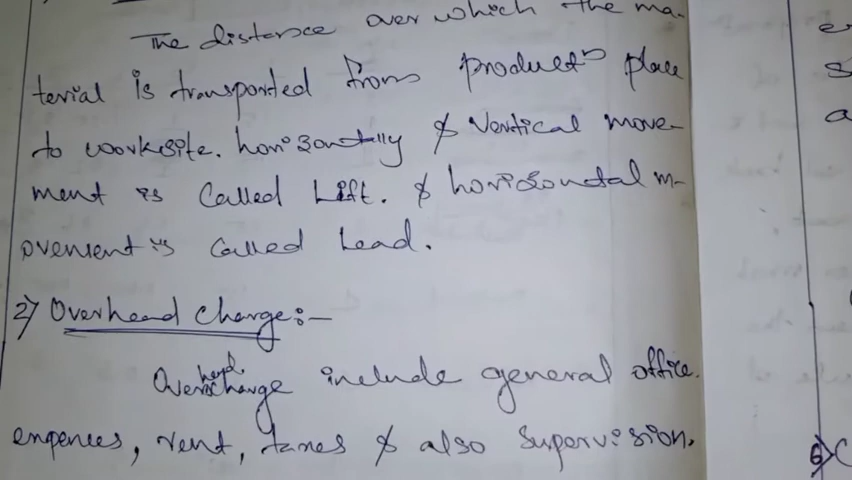 The distance over which the ma-
terial is transported from productn place
to worksite. horizontally & Vertical move-
ment is Called Lift. & horizontal m-
ovement is Called Lead.
2) Overhead Charge:-
Overhead charge include general office.
expences, rent, taxes & also supervision.
6)